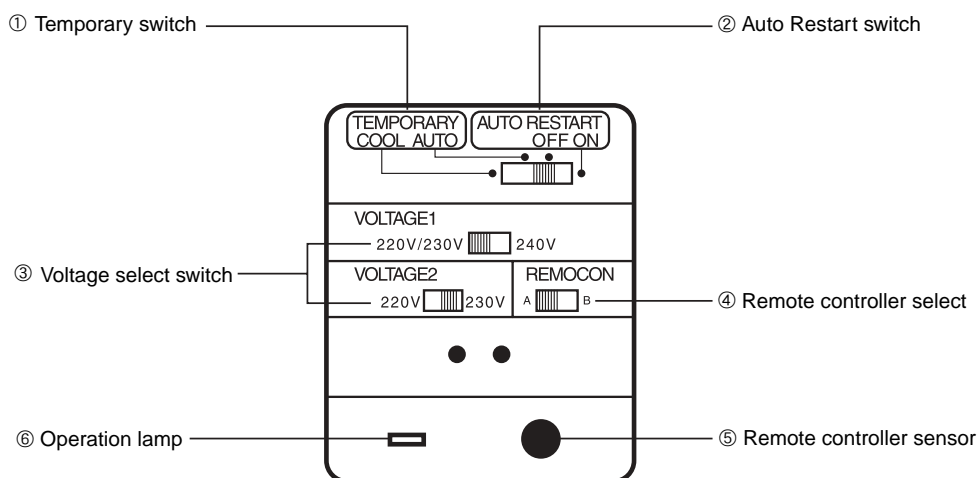 ① Temporary switch
② Auto Restart switch
TEMPORARY
COOL AUTO
AUTO RESTART
OFF ON
VOLTAGE1
220V/230V 240V
③ Voltage select switch
VOLTAGE2
220V 230V
REMOCON
A B
④ Remote controller select
⑥ Operation lamp
⑤ Remote controller sensor